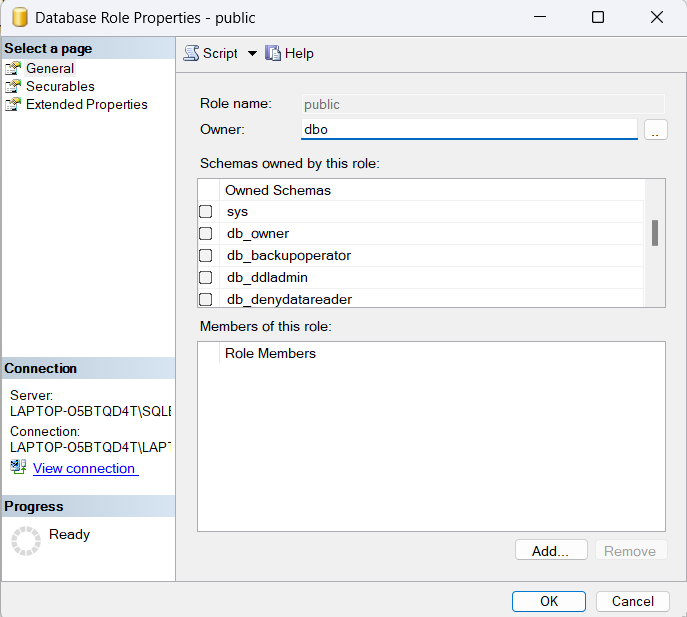 Database Role Properties - public
Select a page
General
Securables
Extended Properties
Script
Help
Role name:
public
Owner:
dbo
..
Schemas owned by this role:
Owned Schemas
sys
db_owner
db_backupoperator
db_ddladmin
db_denydatareader
Members of this role:
Role Members
Add...
Remove
Connection
Server:
LAPTOP-O5BTQD4T\SQLE
Connection:
LAPTOP-O5BTQD4T\LAPT
View connection
Progress
Ready
OK
Cancel